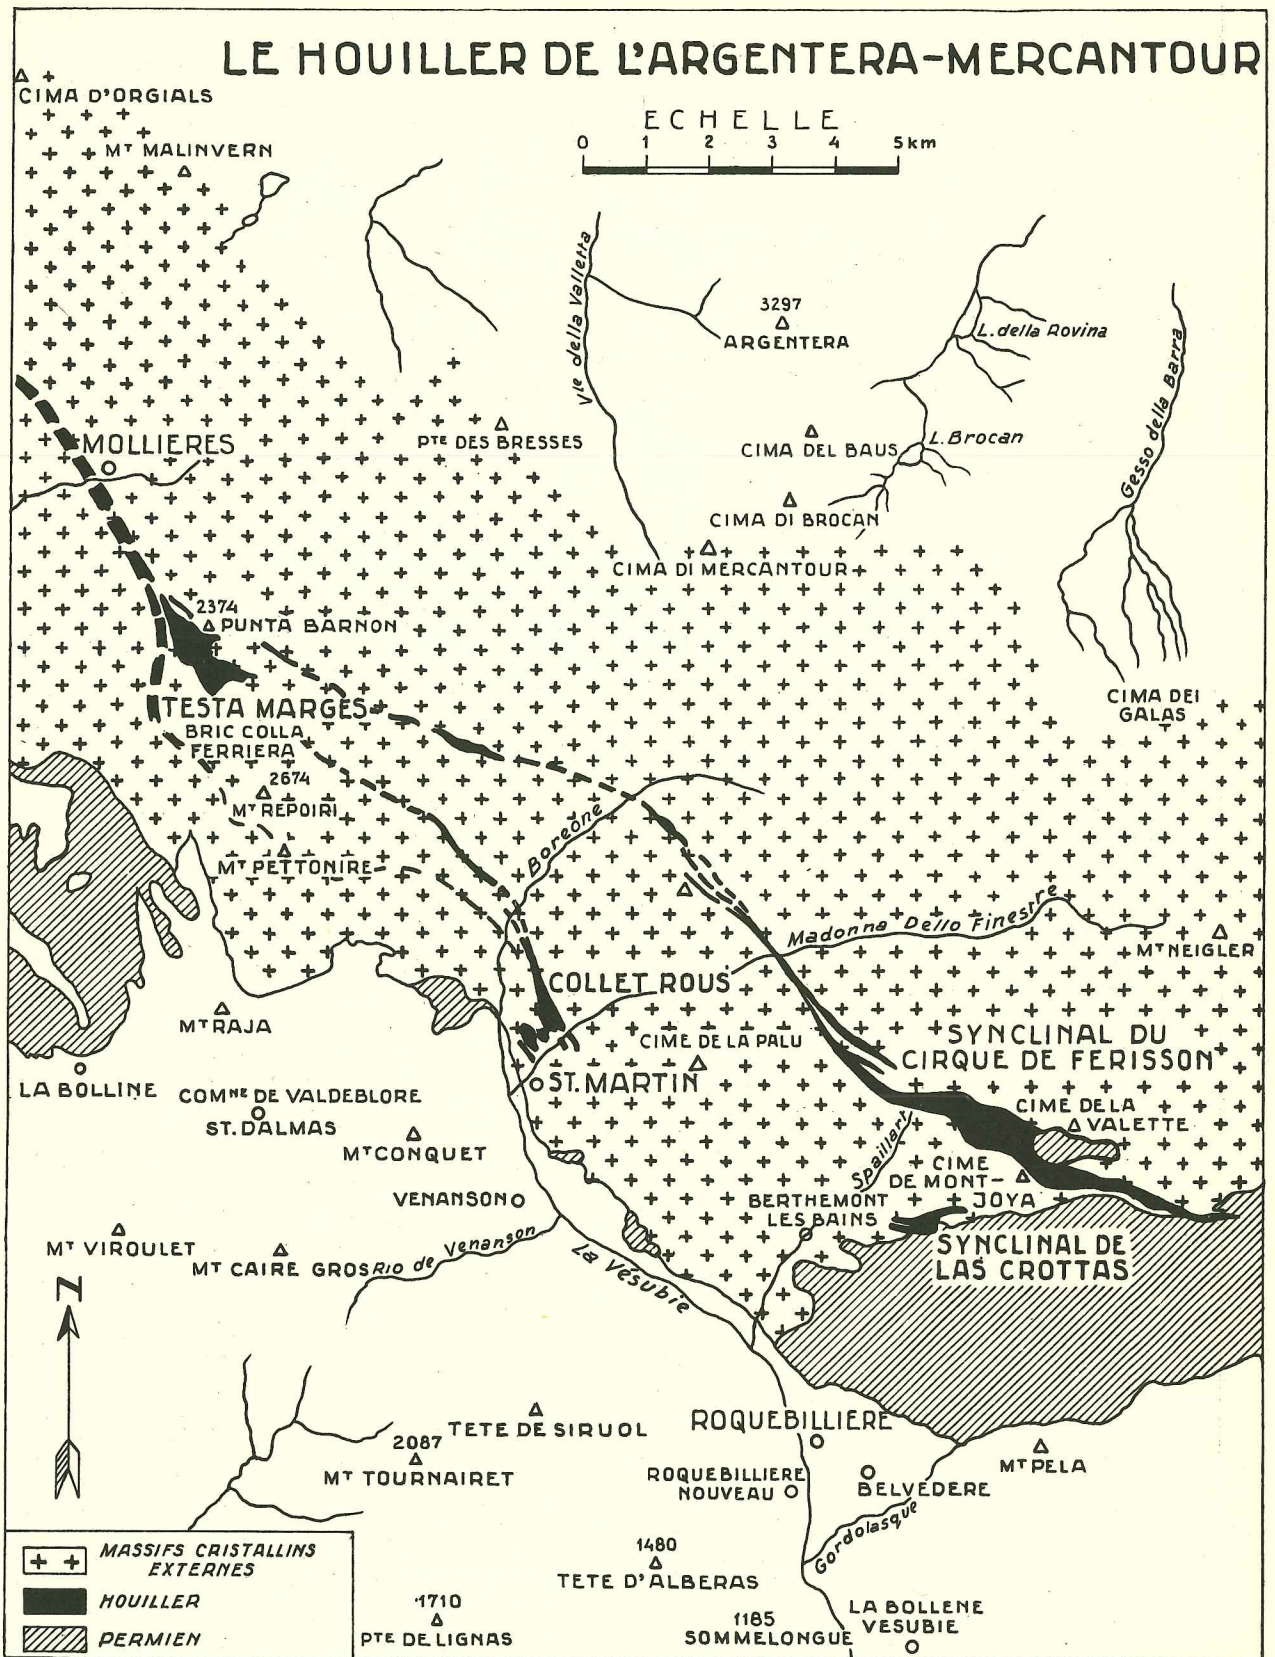 LE HOUILLER DE L'ARGENTERA-MERCANTOUR
ECHELLE
0 1 2 3 4 5 km
CIMA D'ORGIALS
MT MALINVERN
Vle della Valletta
3297
ARGENTERA
L. della Rovina
Gesso della Barra
MOLLIERES
PTE DES BRESSES
CIMA DEL BAUS
L. Brocan
CIMA DI BROCAN
CIMA DI MERCANTOUR
2374
PUNTA BARNON
CIMA DEI
GALAS
TESTA MARGES
BRIC COLLA
FERRIERA
2674
MT REPOIRI
Boreône
MT PETTONIRE
Madonna Dello Finestre
MT NEIGLER
COLLET ROUS
MT RAJA
CIME DE LA PALU
SYNCLINAL DU
CIRQUE DE FERISSON
LA BOLLINE
ST. MARTIN
COMNE DE VALDEBLORE
ST. DALMAS
CIME DE LA
VALETTE
MT CONQUET
Spaillart
CIME
DE MONT-
JOYA
VENANSON
BERTHEMONT
LES BAINS
MT VIROULET
MT CAIRE GROS
Rio de Venanson
La Vésubie
SYNCLINAL DE
LAS CROTTAS
N
TETE DE SIRUOL
ROQUEBILLIERE
2087
MT TOURNAIRET
ROQUEBILLIERE
NOUVEAU
BELVEDERE
MT PELA
Gordolasque
1480
TETE D'ALBERAS
1710
PTE DE LIGNAS
1185
SOMMELONGUE
LA BOLLENE
VESUBIE
MASSIFS CRISTALLINS
EXTERNES
HOUILLER
PERMIEN